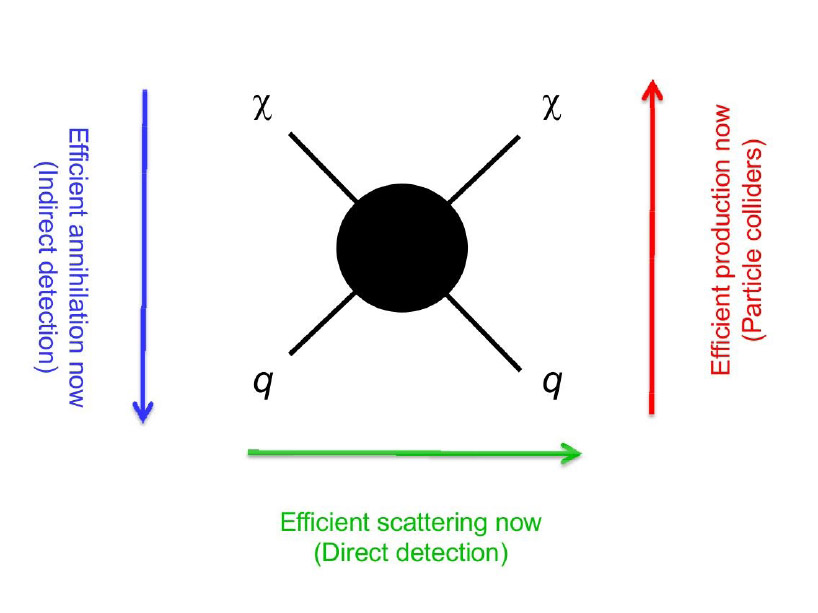 χ χ
Efficient annihilation now
(Indirect detection)
Efficient production now
(Particle colliders)
q q
Efficient scattering now
(Direct detection)